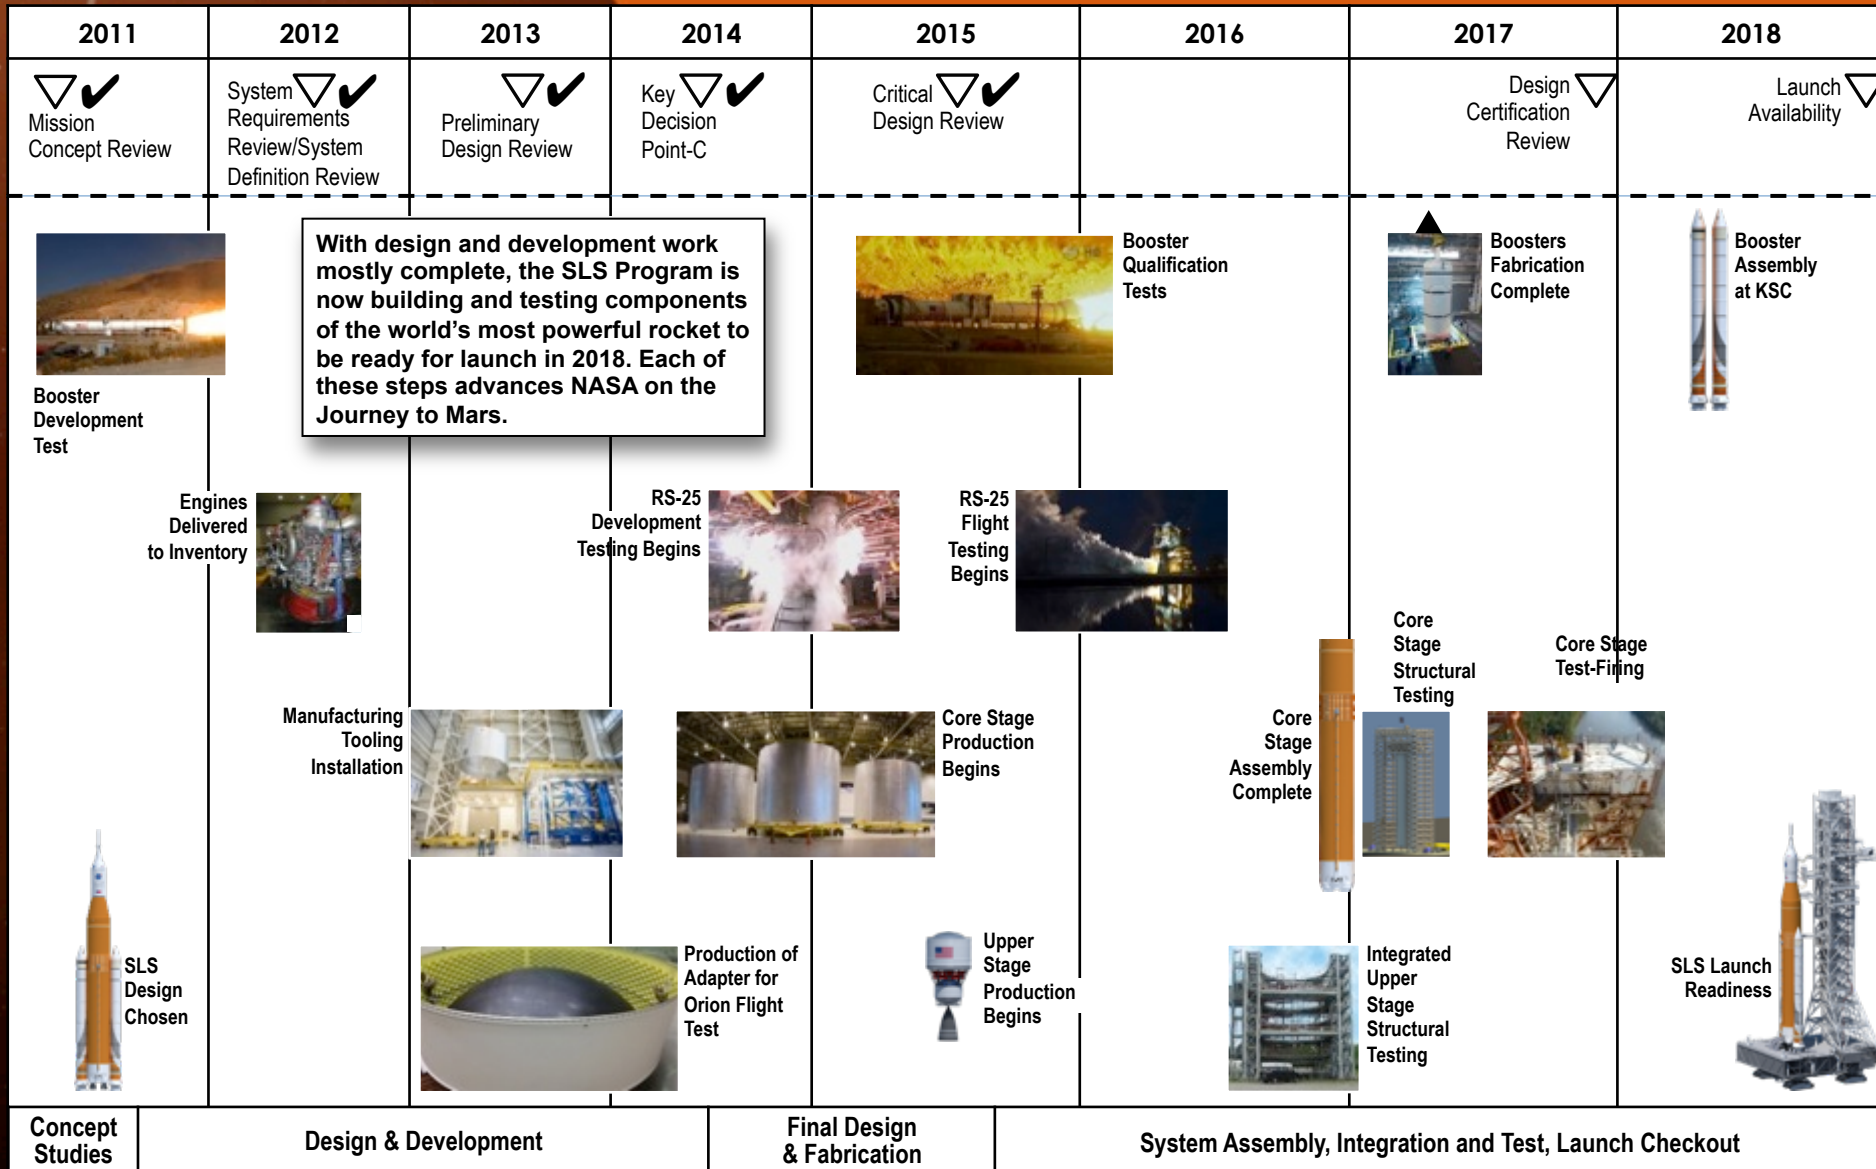 2011
2012
2013
2014
2015
2016
2017
2018
Mission
Concept Review
System
Requirements
Review/System
Definition Review
Preliminary
Design Review
Key
Decision
Point-C
Critical
Design Review
Design
Certification
Review
Launch
Availability
With design and development work
mostly complete, the SLS Program is
now building and testing components
of the world's most powerful rocket to
be ready for launch in 2018. Each of
these steps advances NASA on the
Journey to Mars.
Booster
Development
Test
Booster
Qualification
Tests
Boosters
Fabrication
Complete
Booster
Assembly
at KSC
Engines
Delivered
to Inventory
RS-25
Development
Testing Begins
RS-25
Flight
Testing
Begins
Manufacturing
Tooling
Installation
Core Stage
Production
Begins
Core
Stage
Assembly
Complete
Core
Stage
Structural
Testing
Core Stage
Test-Firing
SLS
Design
Chosen
Production of
Adapter for
Orion Flight
Test
Upper
Stage
Production
Begins
Integrated
Upper
Stage
Structural
Testing
SLS Launch
Readiness
Concept
Studies
Design & Development
Final Design
& Fabrication
System Assembly, Integration and Test, Launch Checkout